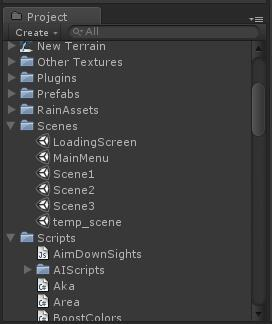 Project
Create
All
New Terrain
Other Textures
Plugins
Prefabs
RainAssets
Scenes
LoadingScreen
MainMenu
Scene1
Scene2
Scene3
temp_scene
Scripts
AimDownSights
AIScripts
Aka
Area
BoostColors